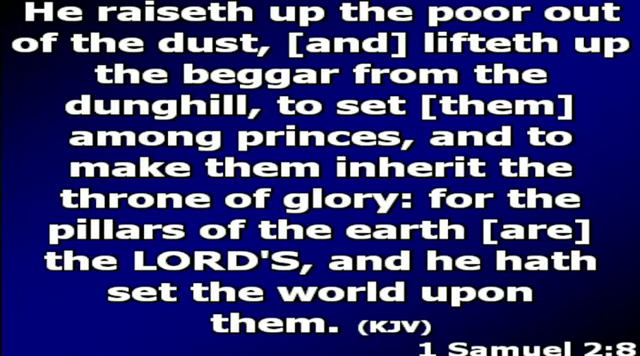 He raiseth up the poor out
of the dust, [and] lifteth up
the beggar from the
dunghill, to set [them]
among princes, and to
make them inherit the
throne of glory: for the
pillars of the earth [are]
the LORD'S, and he hath
set the world upon
them. (KJV)
1 Samuel 2:8